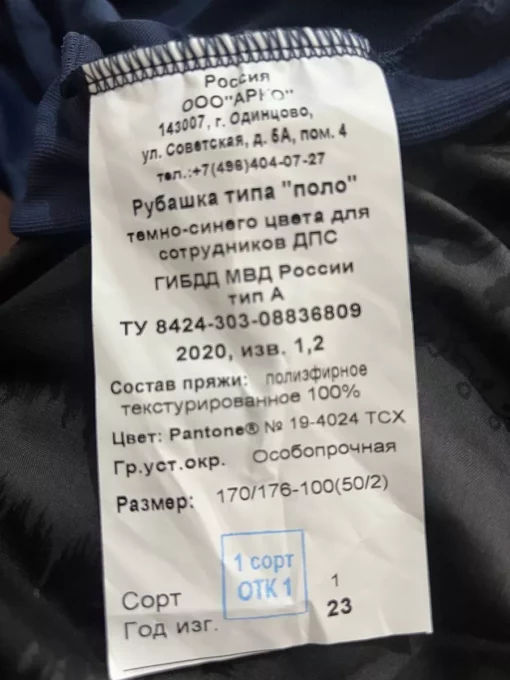 Россия
ООО"АРКО"
143007, г. Одинцово,
ул. Советская, д. 5А, пом. 4
тел.:+7(496)404-07-27
Рубашка типа "поло"
темно-синего цвета для
сотрудников ДПС
ГИБДД МВД России
тип А
ТУ 8424-303-08836809
2020, изв. 1,2
Состав пряжи: полиэфирное
текстурированное 100%
Цвет: Pantone® № 19-4024 TCX
Гр.уст.окр. Особопрочная
Размер: 170/176-100(50/2)
1 сорт
ОТК 1
Сорт 1
Год изг. 23